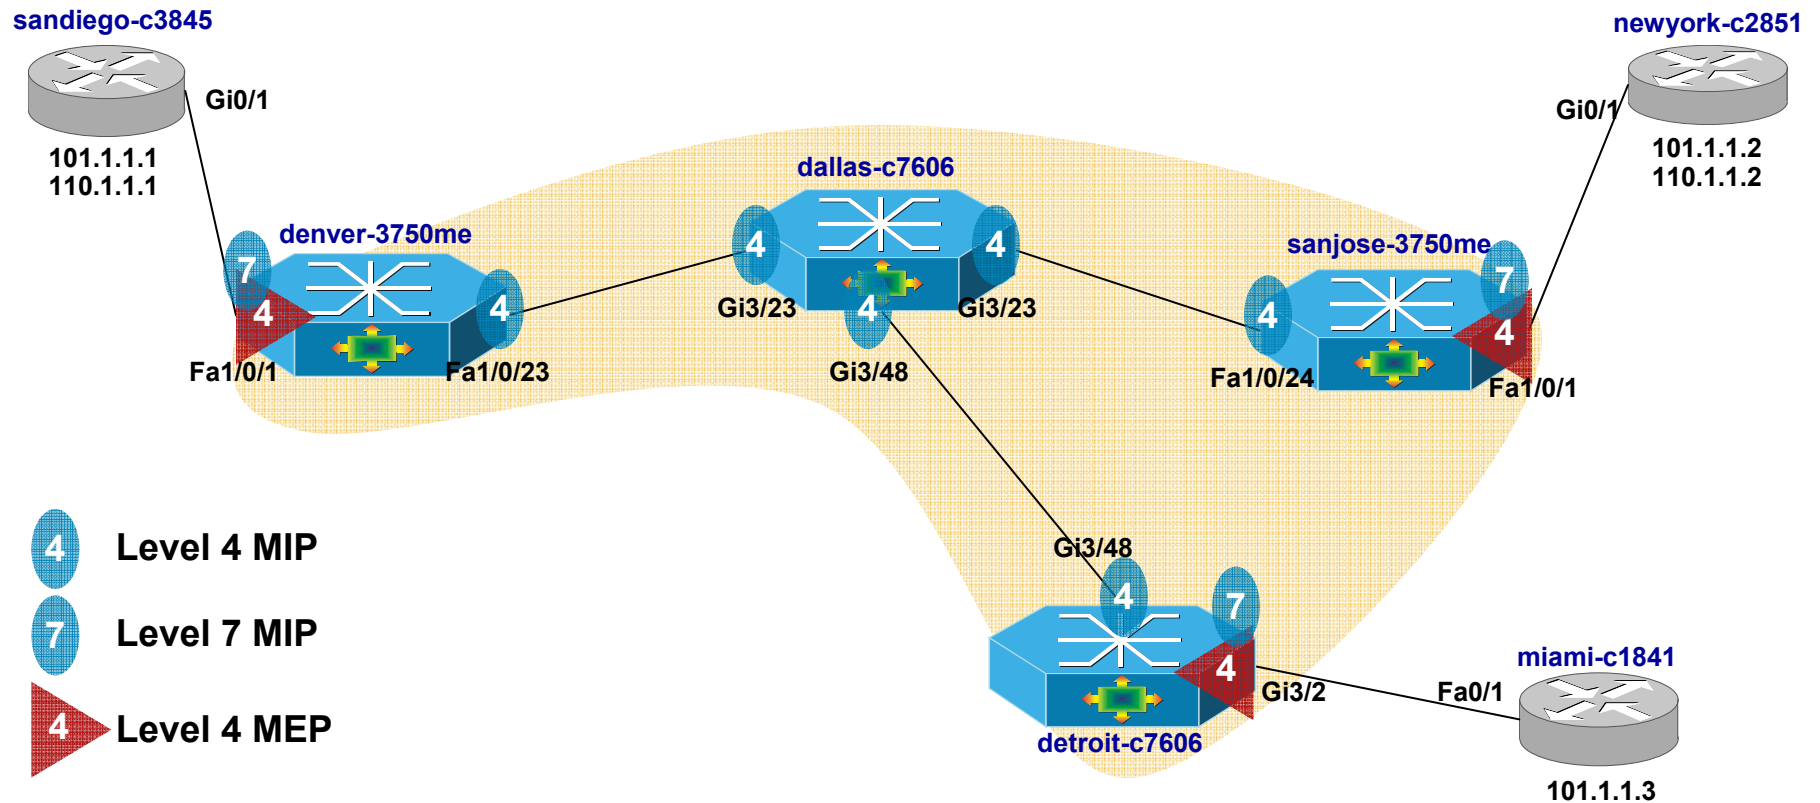 sandiego-c3845
Gi0/1
101.1.1.1
110.1.1.1
newyork-c2851
Gi0/1
101.1.1.2
110.1.1.2
dallas-c7606
4
4
4
Gi3/23
Gi3/23
Gi3/48
denver-3750me
7
4
4
Fa1/0/1
Fa1/0/23
sanjose-3750me
7
4
4
Fa1/0/24
Fa1/0/1
Gi3/48
4
7
4
Gi3/2
detroit-c7606
miami-c1841
Fa0/1
101.1.1.3
4 Level 4 MIP
7 Level 7 MIP
4 Level 4 MEP